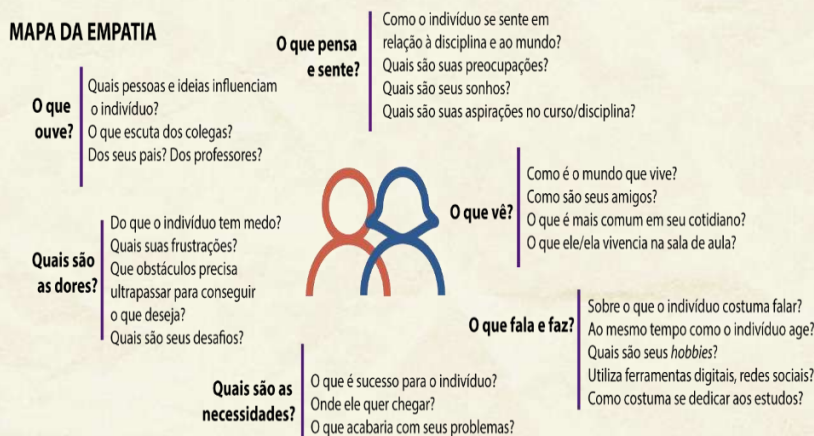 MAPA DA EMPATIA
O que pensa
e sente?
Como o indivíduo se sente em
relação à disciplina e ao mundo?
Quais são suas preocupações?
Quais são seus sonhos?
Quais são suas aspirações no curso/disciplina?
O que
ouve?
Quais pessoas e ideias influenciam
o indivíduo?
O que escuta dos colegas?
Dos seus pais? Dos professores?
O que vê?
Como é o mundo que vive?
Como são seus amigos?
O que é mais comum em seu cotidiano?
O que ele/ela vivencia na sala de aula?
Quais são
as dores?
Do que o indivíduo tem medo?
Quais suas frustrações?
Que obstáculos precisa
ultrapassar para conseguir
o que deseja?
Quais são seus desafios?
O que fala e faz?
Sobre o que o indivíduo costuma falar?
Ao mesmo tempo como o indivíduo age?
Quais são seus hobbies?
Utiliza ferramentas digitais, redes sociais?
Como costuma se dedicar aos estudos?
Quais são as
necessidades?
O que é sucesso para o indivíduo?
Onde ele quer chegar?
O que acabaria com seus problemas?